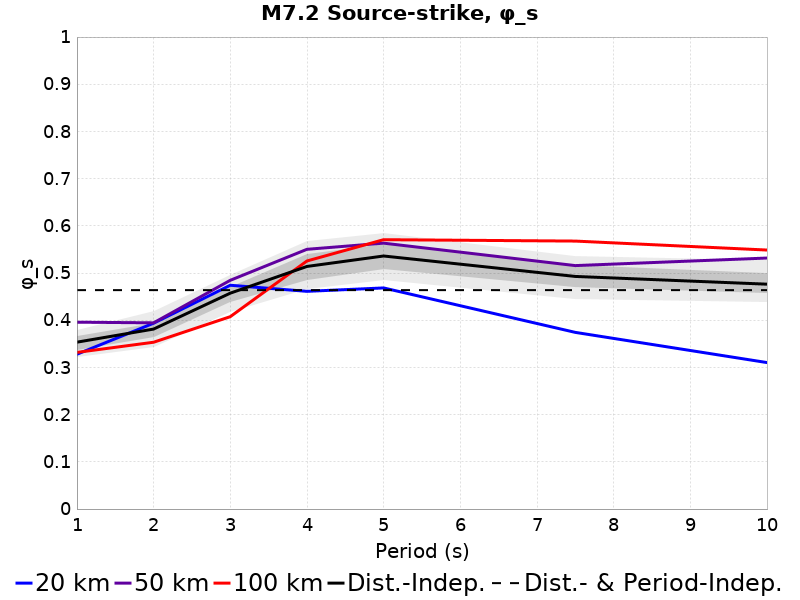 M7.2 Source-strike, φ_s
1
0.9
0.8
0.7
0.6
0.5
0.4
0.3
0.2
0.1
0
φ_s
1 2 3 4 5 6 7 8 9 10
Period (s)
20 km 50 km 100 km Dist.-Indep. Dist.- & Period-Indep.